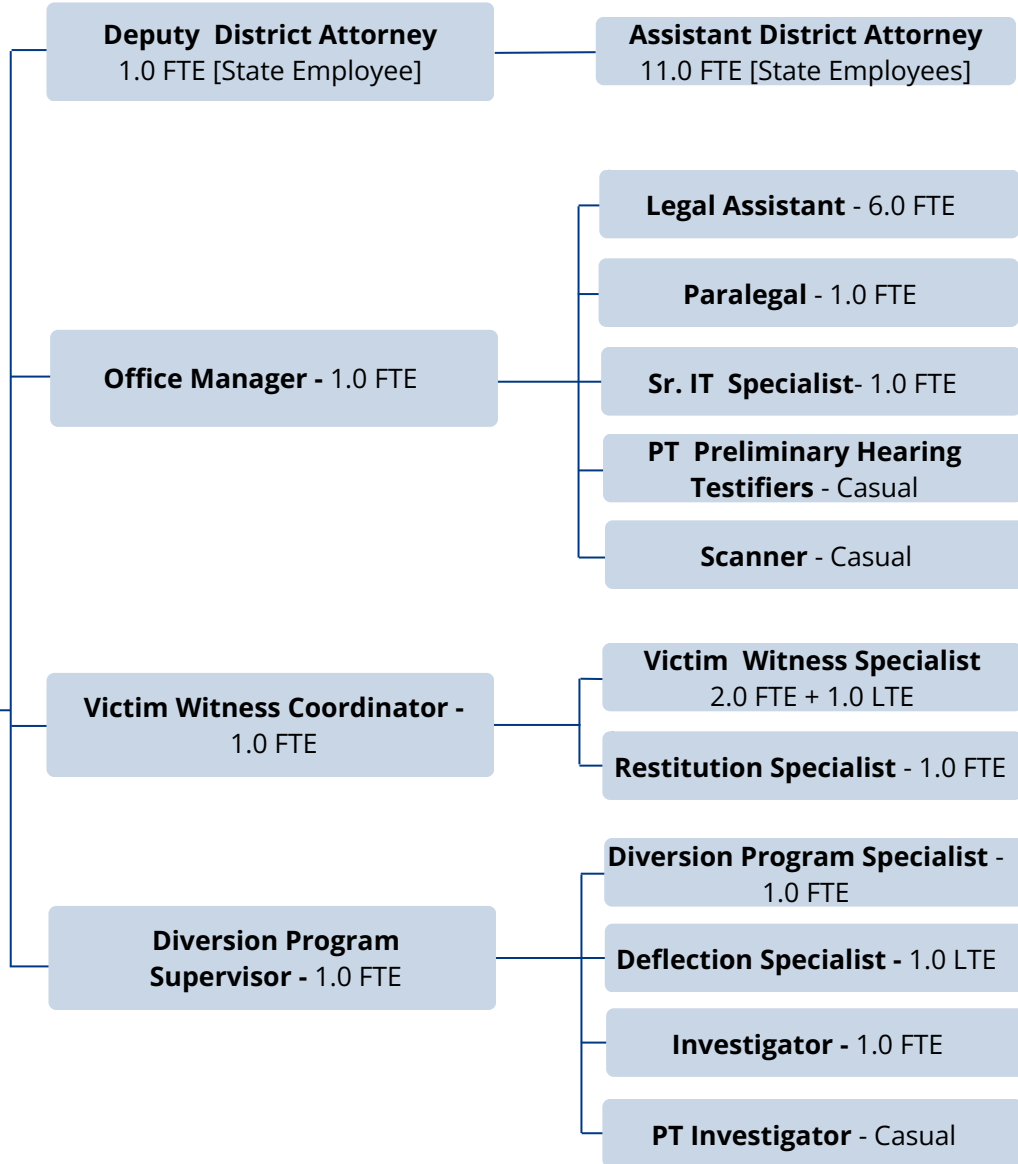 Deputy District Attorney
1.0 FTE [State Employee]
Assistant District Attorney
11.0 FTE [State Employees]
Office Manager - 1.0 FTE
Legal Assistant - 6.0 FTE
Paralegal - 1.0 FTE
Sr. IT Specialist- 1.0 FTE
PT Preliminary Hearing
Testifiers - Casual
Scanner - Casual
Victim Witness Coordinator -
1.0 FTE
Victim Witness Specialist
2.0 FTE + 1.0 LTE
Restitution Specialist - 1.0 FTE
Diversion Program
Supervisor - 1.0 FTE
Diversion Program Specialist -
1.0 FTE
Deflection Specialist - 1.0 LTE
Investigator - 1.0 FTE
PT Investigator - Casual